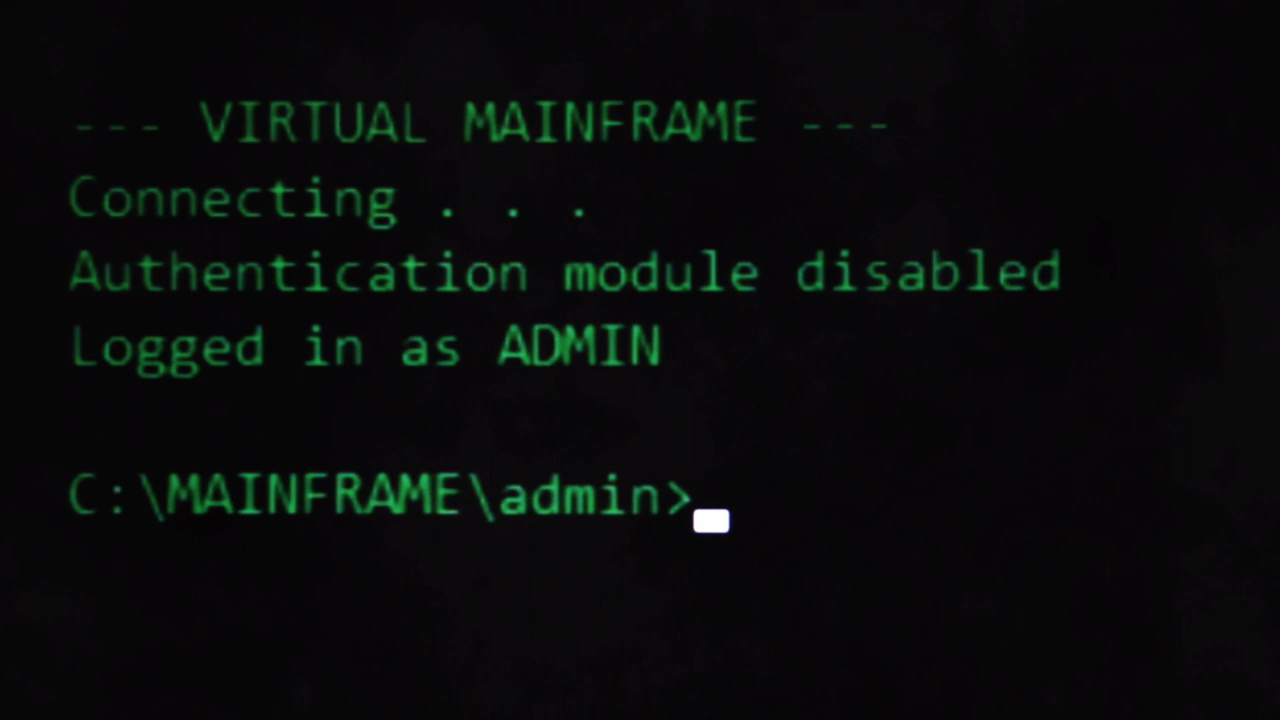 --- VIRTUAL MAINFRAME ---
Connecting . . .
Authentication module disabled
Logged in as ADMIN
C:\MAINFRAME\admin>